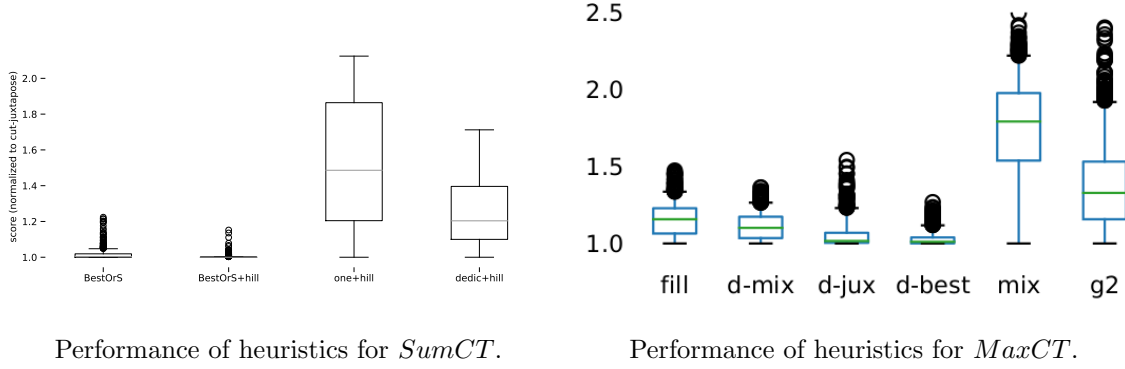 score (normalized to cut-juxtapose)
2.0
1.8
1.6
1.4
1.2
1.0
BestOrS
BestOrS+hill
one+hill
dedic+hill
Performance of heuristics for SumCT.
2.5
2.0
1.5
1.0
fill
d-mix
d-jux
d-best
mix
g2
Performance of heuristics for MaxCT.